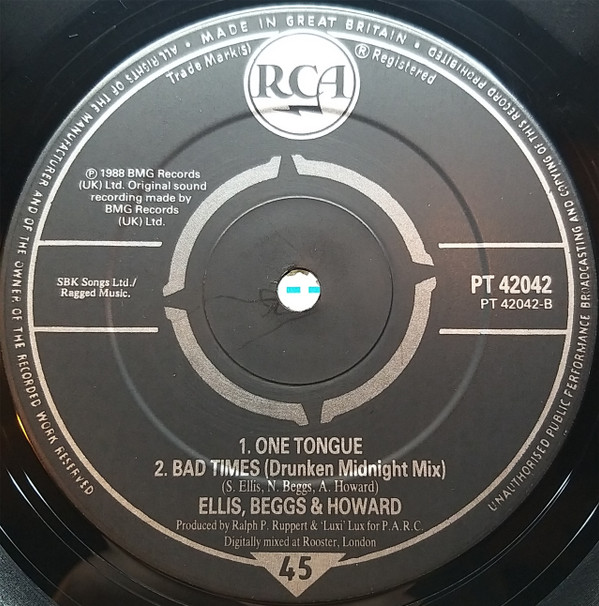 ALL RIGHTS OF THE MANUFACTURER AND OF THE OWNER OF THE RECORDED WORK RESERVED
• MADE IN GREAT BRITAIN •
UNAUTHORISED PUBLIC PERFORMANCE BROADCASTING AND COPYING OF THIS RECORD PROHIBITED
Trade Mark(S)
RCA
® Registered
℗ 1988 BMG Records
(UK) Ltd. Original sound
recording made by
BMG Records
(UK) Ltd.
SBK Songs Ltd./
Ragged Music.
PT 42042
PT 42042-B
1. ONE TONGUE
2. BAD TIMES (Drunken Midnight Mix)
(S. Ellis, N. Beggs, A. Howard)
ELLIS, BEGGS & HOWARD
Produced by Ralph P. Ruppert & 'Luxi' Lux for P.A.R.C.
Digitally mixed at Rooster, London
45